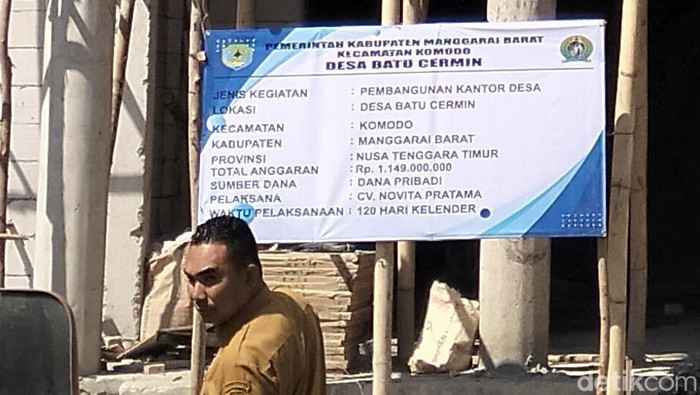 PEMERINTAH KABUPATEN MANGGARAI BARAT
KECAMATAN KOMODO
DESA BATU CERMIN
JENIS KEGIATAN : PEMBANGUNAN KANTOR DESA
LOKASI : DESA BATU CERMIN
KECAMATAN : KOMODO
KABUPATEN : MANGGARAI BARAT
PROVINSI : NUSA TENGGARA TIMUR
TOTAL ANGGARAN : Rp. 1.149.000.000
SUMBER DANA : DANA PRIBADI
PELAKSANA : CV. NOVITA PRATAMA
WAKTU PELAKSANAAN : 120 HARI KELENDER
detikcom